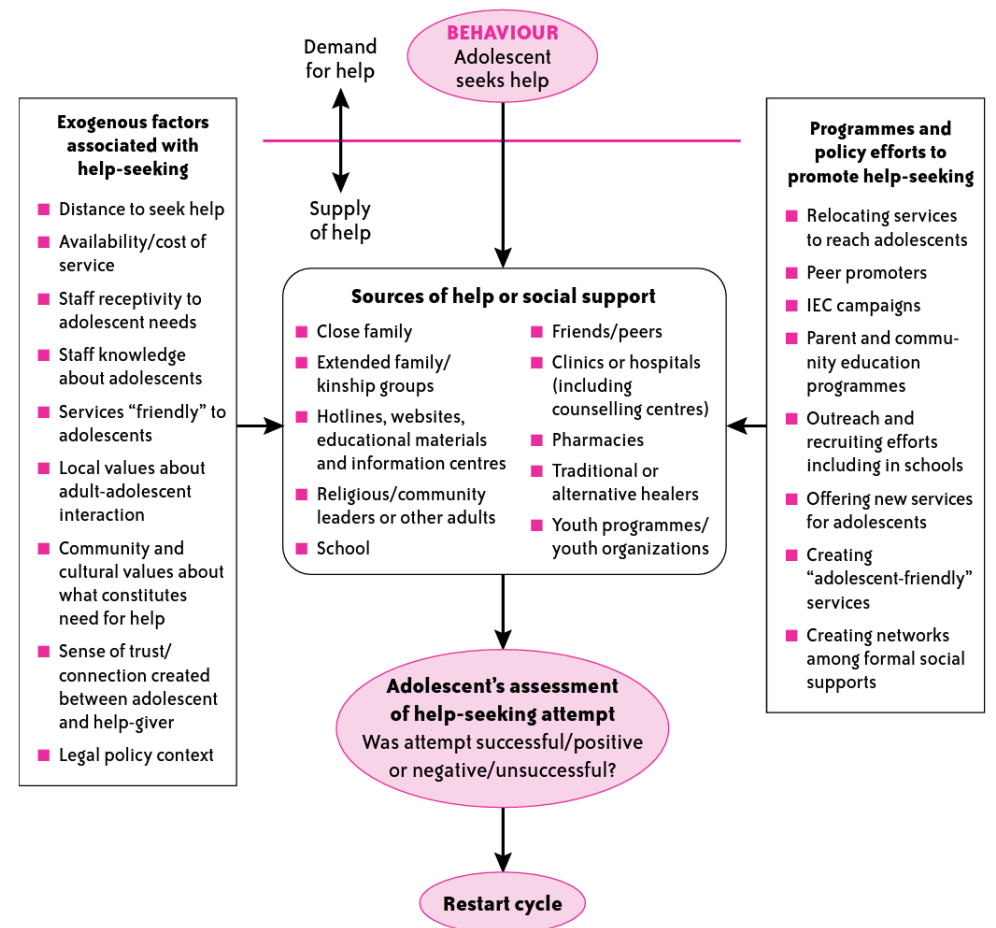 BEHAVIOUR
Adolescent
seeks help
Demand
for help
Supply
of help
Exogenous factors
associated with
help-seeking
Distance to seek help
Availability/cost of
service
Staff receptivity to
adolescent needs
Staff knowledge
about adolescents
Services “friendly” to
adolescents
Local values about
adult-adolescent
interaction
Community and
cultural values about
what constitutes
need for help
Sense of trust/
connection created
between adolescent
and help-giver
Legal policy context
Sources of help or social support
Close family
Extended family/
kinship groups
Hotlines, websites,
educational materials
and information centres
Religious/community
leaders or other adults
School
Friends/peers
Clinics or hospitals
(including
counselling centres)
Pharmacies
Traditional or
alternative healers
Youth programmes/
youth organizations
Programmes and
policy efforts to
promote help-seeking
Relocating services
to reach adolescents
Peer promoters
IEC campaigns
Parent and commu-
nity education
programmes
Outreach and
recruiting efforts
including in schools
Offering new services
for adolescents
Creating
“adolescent-friendly”
services
Creating networks
among formal social
supports
Adolescent’s assessment
of help-seeking attempt
Was attempt successful/positive
or negative/unsuccessful?
Restart cycle